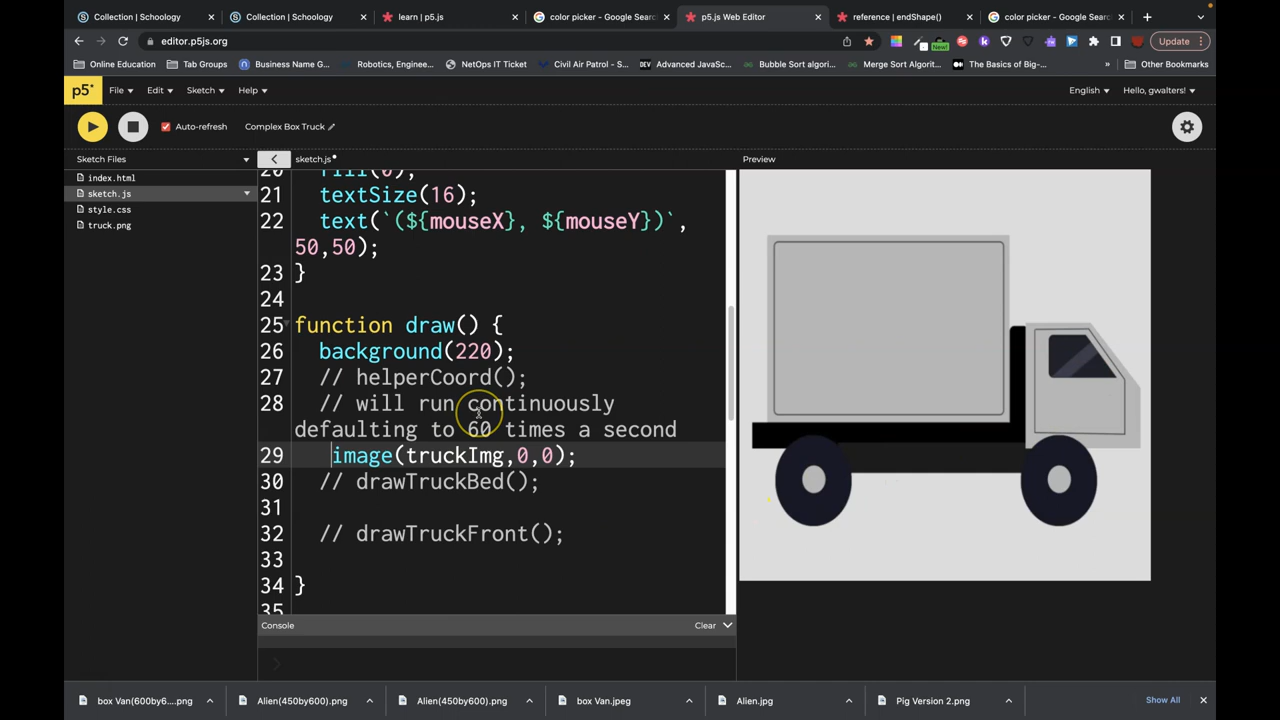 Collection | Schoology
Collection | Schoology
learn | p5.js
color picker - Google Search
p5.js Web Editor
reference | endShape()
color picker - Google Searc
editor.p5js.org
New!
Update
Online Education
Tab Groups
Business Name G...
Robotics, Enginee...
NetOps IT Ticket
Civil Air Patrol - S...
DEV
Advanced JavaSc...
Bubble Sort algori...
Merge Sort Algorit...
The Basics of Big-...
»
Other Bookmarks
p5*
File
Edit
Sketch
Help
English
Hello, gwalters!
Auto-refresh
Complex Box Truck
Sketch Files
sketch.js
Preview
index.html
sketch.js
style.css
truck.png
20 fill(0);
21 textSize(16);
22 text(`(${mouseX}, ${mouseY})`,
50,50);
23 }
24
25 function draw() {
26 background(220);
27 // helperCoord();
28 // will run continuously
defaulting to 60 times a second
29 image(truckImg,0,0);
30 // drawTruckBed();
31
32 // drawTruckFront();
33
34 }
35
Console
Clear
>
box Van(600by6....png
Alien(450by600).png
Alien(450by600).png
box Van.jpeg
Alien.jpg
Pig Version 2.png
Show All